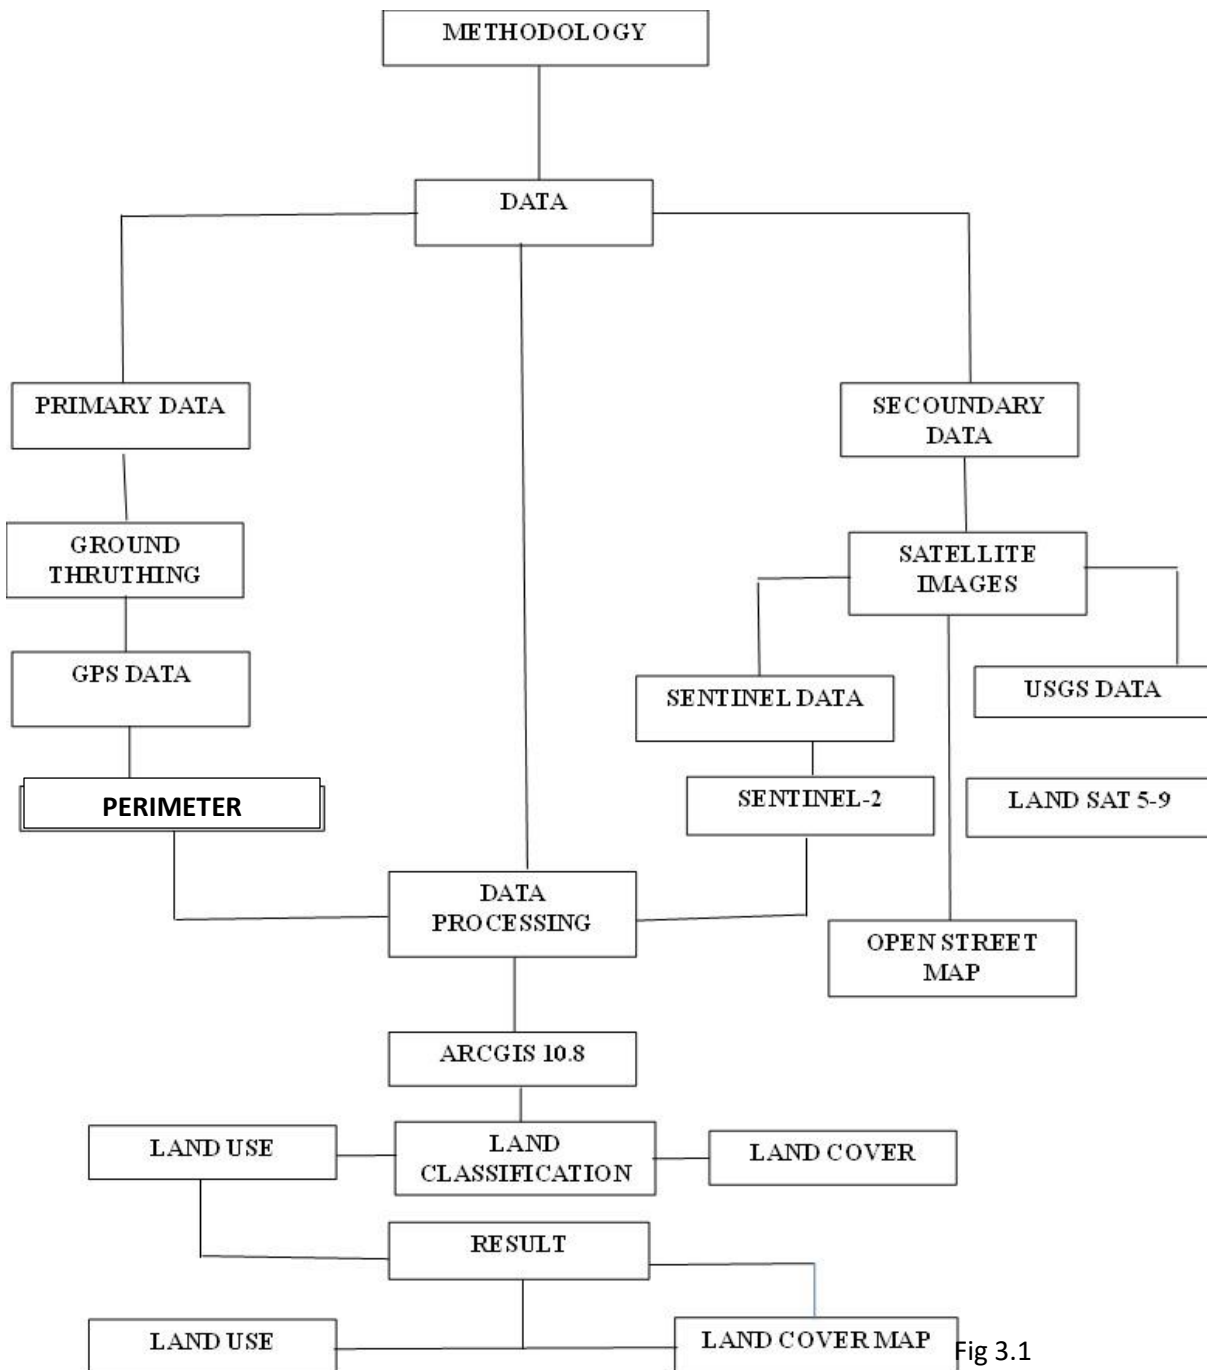 METHODOLOGY
DATA
PRIMARY DATA
SECOUNDARY
DATA
GROUND
THRUTHING
SATELLITE
IMAGES
GPS DATA
SENTINEL DATA
USGS DATA
PERIMETER
SENTINEL-2
LAND SAT 5-9
DATA
PROCESSING
OPEN STREET
MAP
ARCGIS 10.8
LAND USE
LAND
CLASSIFICATION
LAND COVER
RESULT
LAND USE
LAND COVER MAP
Fig 3.1